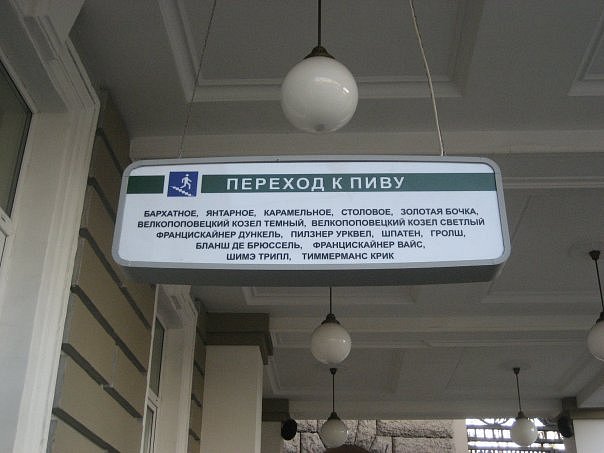 ПЕРЕХОД К ПИВУ
БАРХАТНОЕ, ЯНТАРНОЕ, КАРАМЕЛЬНОЕ, СТОЛОВОЕ, ЗОЛОТАЯ БОЧКА,
ВЕЛКОПОПОВЕЦКИЙ КОЗЕЛ ТЕМНЫЙ, ВЕЛКОПОПОВЕЦКИЙ КОЗЕЛ СВЕТЛЫЙ
ФРАНЦИСКАЙНЕР ДУНКЕЛЬ, ПИЛЗНЕР УРКВЕЛ, ШПАТЕН, ГРОЛШ,
БЛАНШ ДЕ БРЮССЕЛЬ, ФРАНЦИСКАЙНЕР ВАЙС,
ШИМЭ ТРИПЛ, ТИММЕРМАНС КРИК